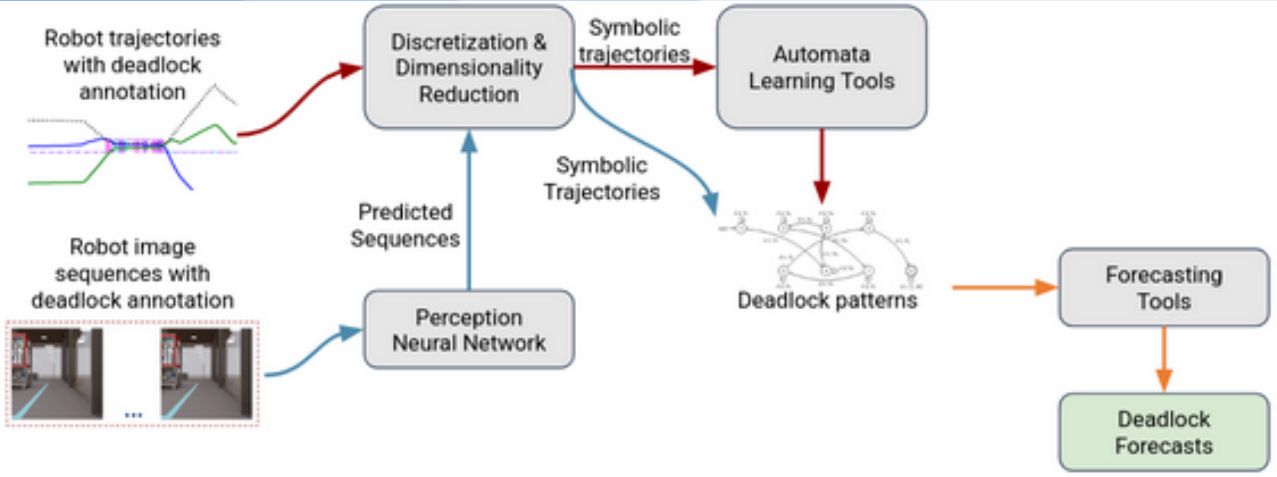 Robot trajectories
with deadlock
annotation
Discretization &
Dimensionality
Reduction
Symbolic
trajectories
Automata
Learning Tools
Symbolic
Trajectories
Predicted
Sequences
Robot image
sequences with
deadlock annotation
...
Perception
Neural Network
Deadlock patterns
Forecasting
Tools
Deadlock
Forecasts